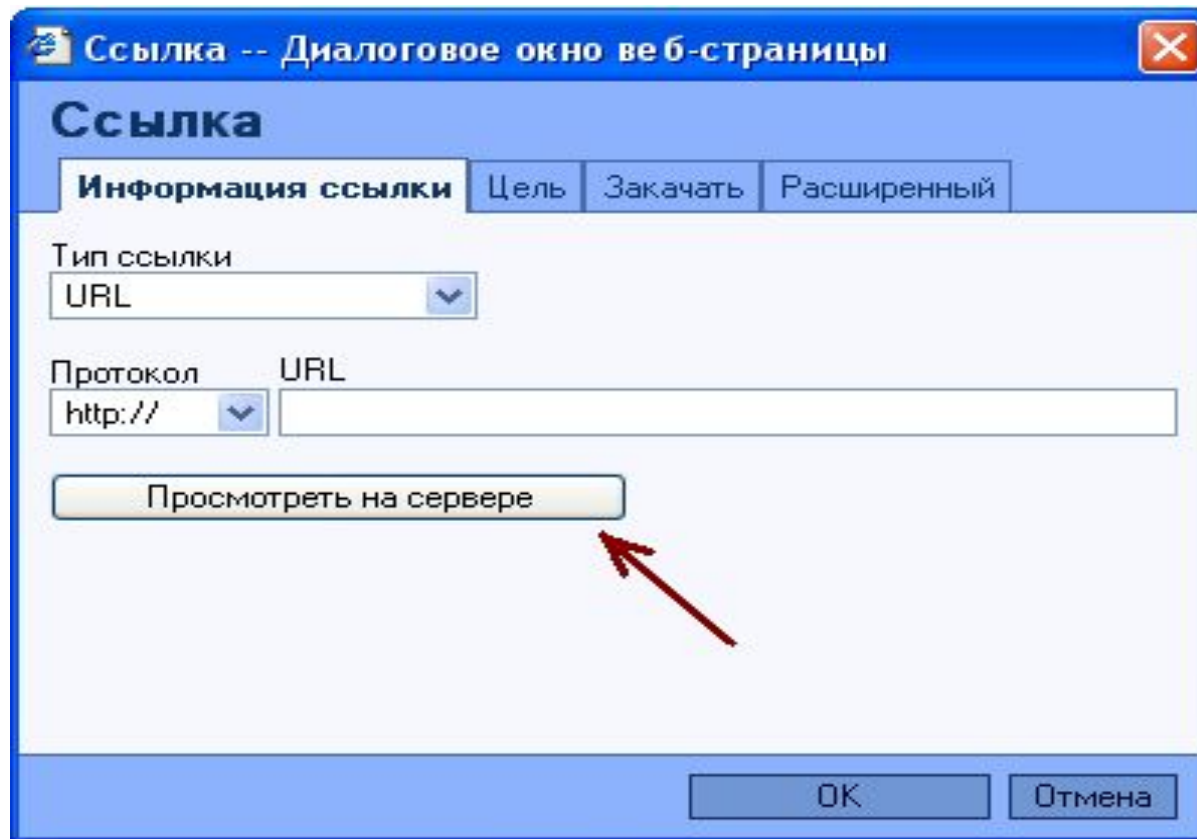 Ссылка -- Диалоговое окно веб-страницы
Ссылка
Информация ссылки Цель Закачать Расширенный
Тип ссылки
URL
Протокол URL
http://
Просмотреть на сервере
OK Отмена